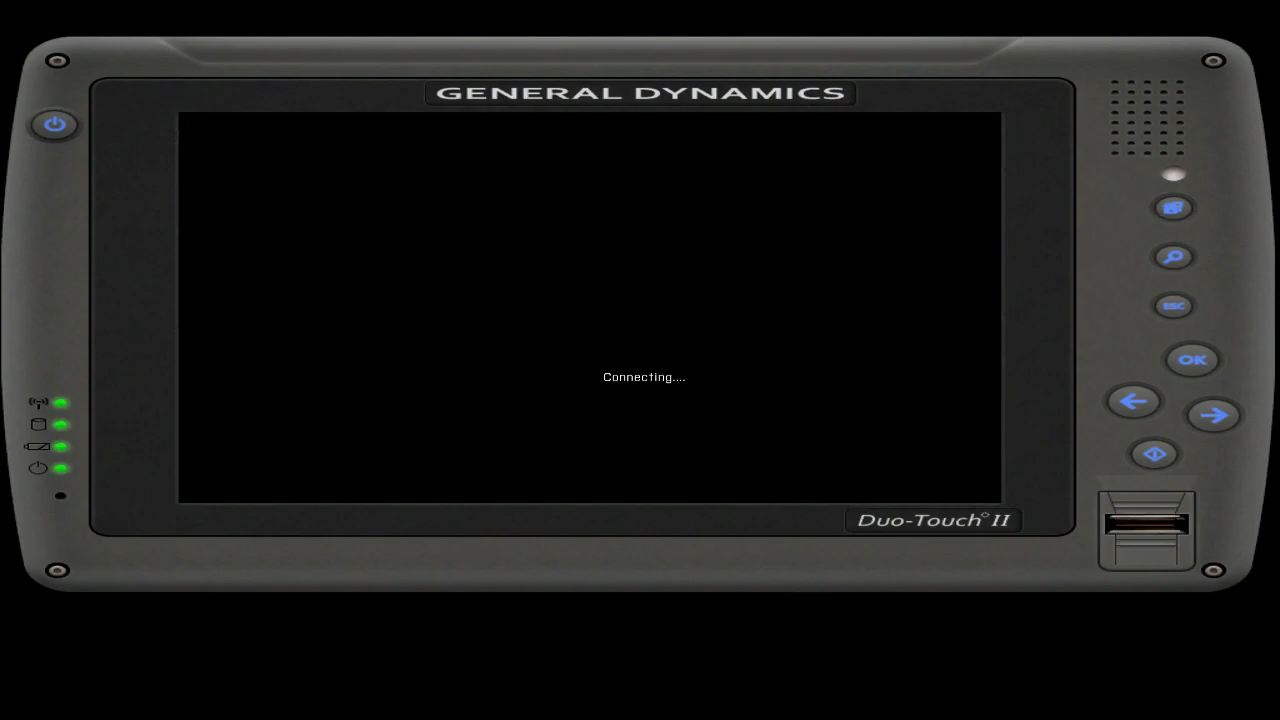 GENERAL DYNAMICS
Connecting....
ESC
OK
Duo-Touch° II